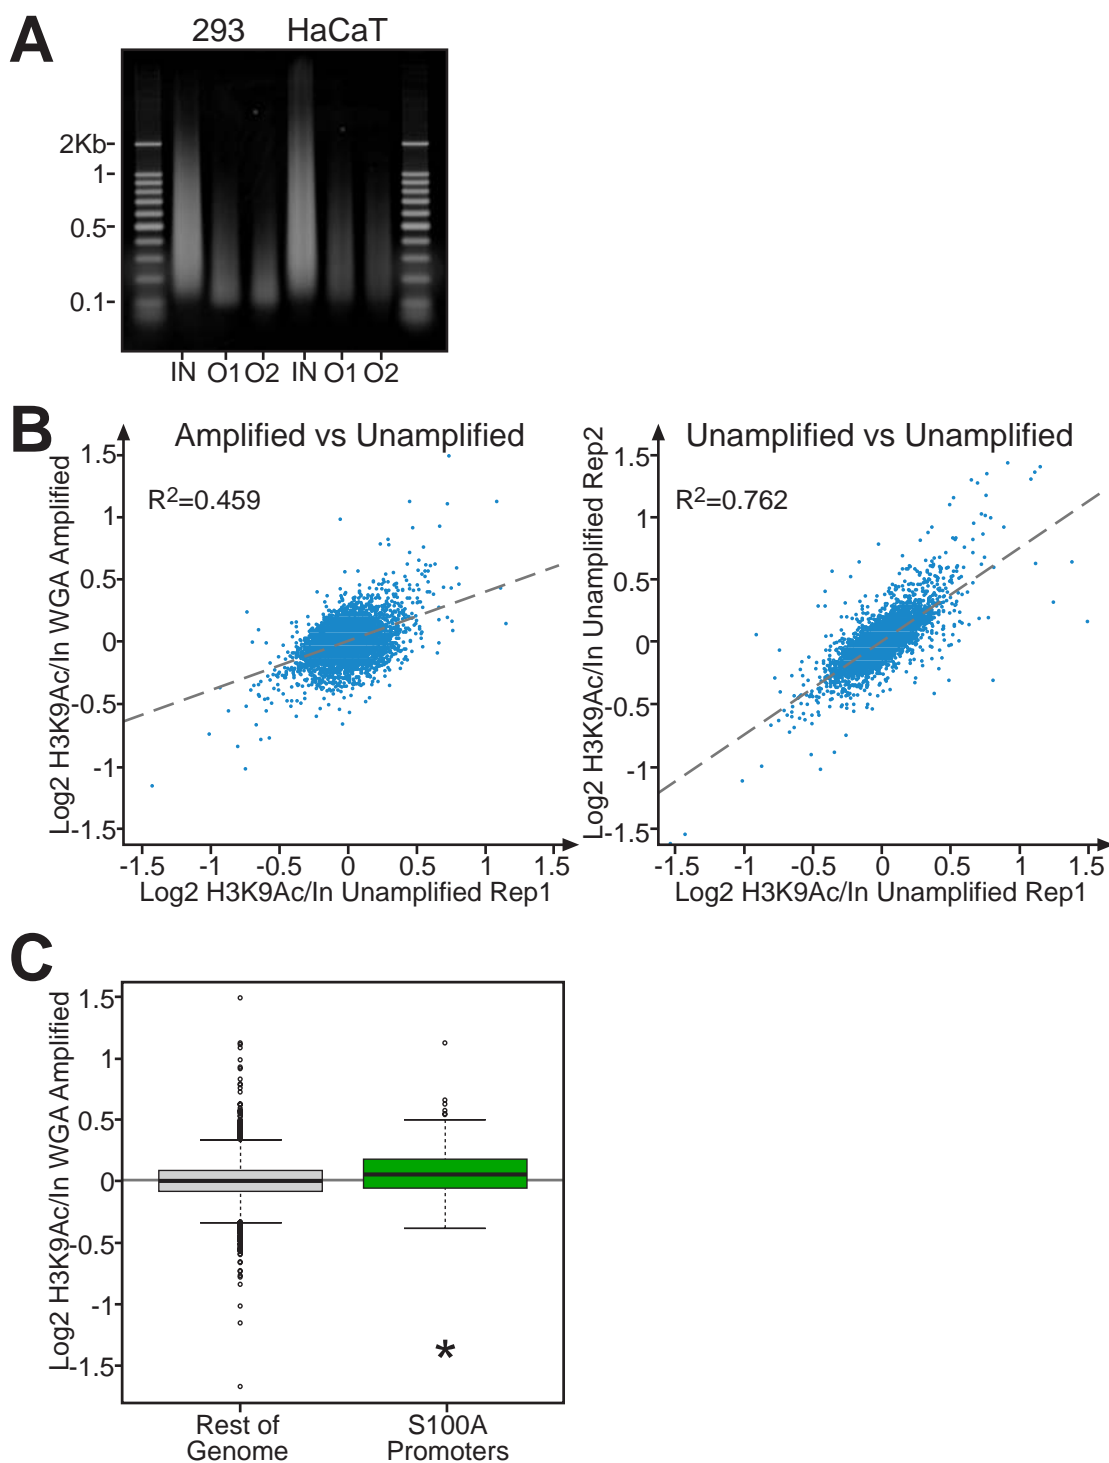 A
293 HaCaT
2Kb
1
0.5
0.1
IN O1 O2 IN O1 O2
B
Amplified vs Unamplified
R2=0.459
Log2 H3K9Ac/In WGA Amplified
1.5
1
0.5
0
-0.5
-1
-1.5
-1.5 -1 -0.5 0 0.5 1 1.5
Log2 H3K9Ac/In Unamplified Rep1
Unamplified vs Unamplified
R2=0.762
Log2 H3K9Ac/In Unamplified Rep2
1.5
1
0.5
0
-0.5
-1
-1.5
-1.5 -1 -0.5 0 0.5 1 1.5
Log2 H3K9Ac/In Unamplified Rep1
C
Log2 H3K9Ac/In WGA Amplified
1.5
1
0.5
0
-0.5
-1
-1.5
*
Rest of
Genome
S100A
Promoters